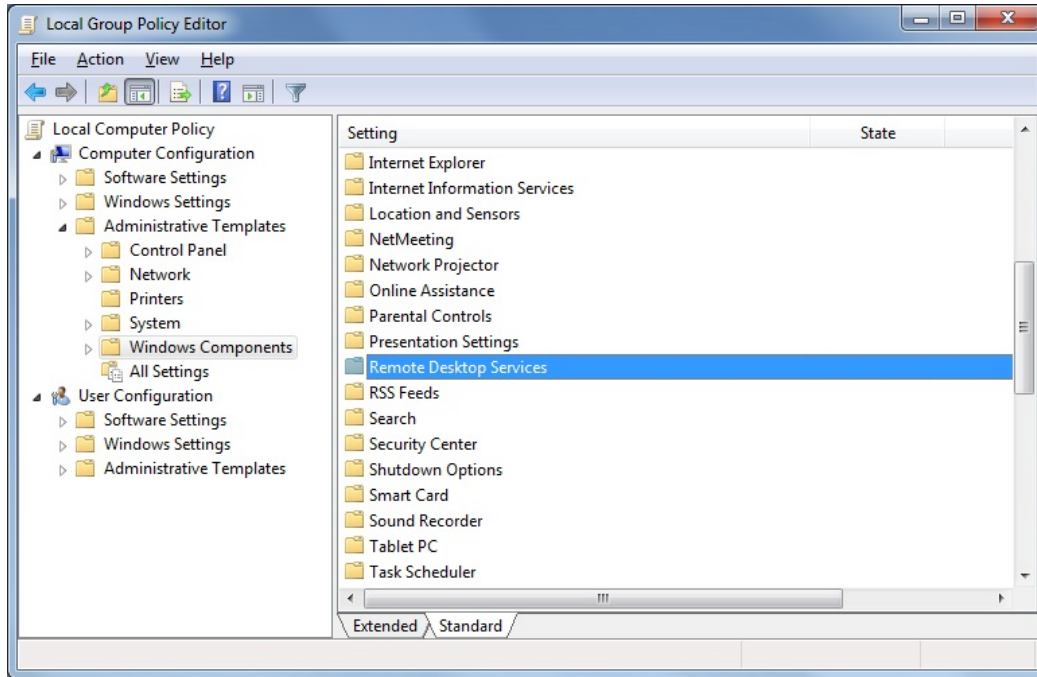 Local Group Policy Editor
File Action View Help
Local Computer Policy
Computer Configuration
Software Settings
Windows Settings
Administrative Templates
Control Panel
Network
Printers
System
Windows Components
All Settings
User Configuration
Software Settings
Windows Settings
Administrative Templates
Setting State
Internet Explorer
Internet Information Services
Location and Sensors
NetMeeting
Network Projector
Online Assistance
Parental Controls
Presentation Settings
Remote Desktop Services
RSS Feeds
Search
Security Center
Shutdown Options
Smart Card
Sound Recorder
Tablet PC
Task Scheduler
Extended Standard